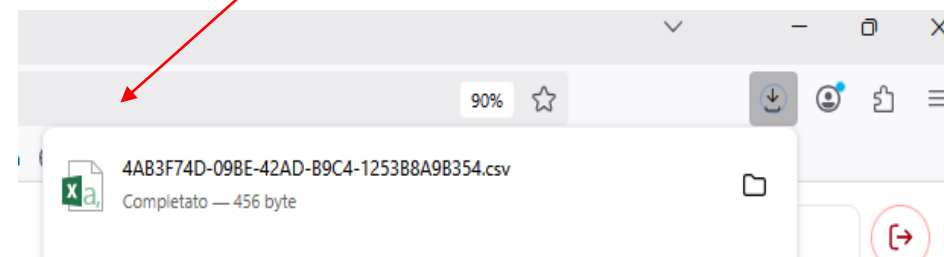 90%
4AB3F74D-09BE-42AD-B9C4-1253B8A9B354.csv
Completato — 456 byte